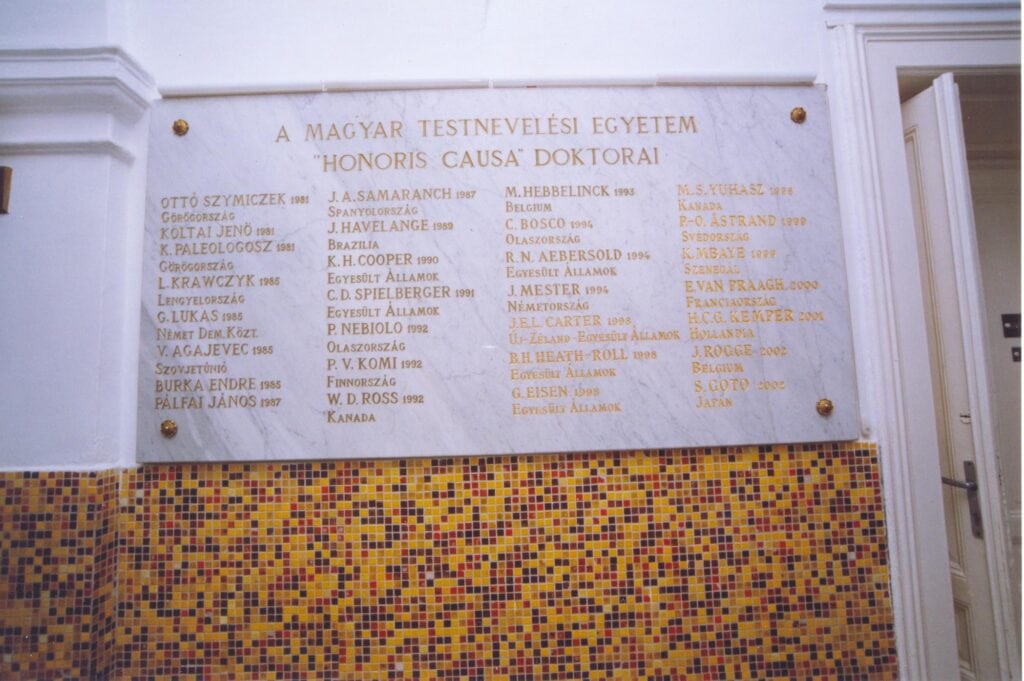 A MAGYAR TESTNEVELÉSI EGYETEM
"HONORIS CAUSA" DOKTORAI
OTTÓ SZYMICZEK 1981
GÖRÖGORSZÁG
KOLTAI JENŐ 1981
K. PALEOLOGOSZ 1981
GÖRÖGORSZÁG
L. KRAWCZYK 1985
LENGYELORSZÁG
G. LUKAS 1985
NÉMET DEM. KÖZT.
V. AGAJEVEC 1985
SZOVJETÚNIÓ
BURKA ENDRE 1985
PÁLFAI JÁNOS 1987
J. A. SAMARANCH 1987
SPANYOLORSZÁG
J. HAVELANGE 1989
BRAZILIA
K. H. COOPER 1990
EGYESÜLT ÁLLAMOK
C. D. SPIELBERGER 1991
EGYESÜLT ÁLLAMOK
P. NEBIOLO 1992
OLASZORSZÁG
P. V. KOMI 1992
FINNORSZÁG
W. D. ROSS 1992
KANADA
M. HEBBELINCK 1993
BELGIUM
C. BOSCO 1994
OLASZORSZÁG
R. N. AEBERSOLD 1994
EGYESÜLT ÁLLAMOK
J. MESTER 1994
NÉMETORSZÁG
J.E.L. CARTER 1998
ÚJ-ZÉLAND-EGYESÜLT ÁLLAMOK
B.H. HEATH-ROLL 1998
EGYESÜLT ÁLLAMOK
G. EISEN 1998
EGYESÜLT ÁLLAMOK
M. S. YUHASZ 1998
KANADA
P-O. ÅSTRAND 1999
SVÉDORSZÁG
K. MBAYE 1999
SZENEGÁL
E. VAN PRAAGH 2000
FRANCIAORSZÁG
H.C.G. KEMPER 2001
HOLLANDIA
J. ROGGE 2002
BELGIUM
S. GOTO 2002
JAPÁN